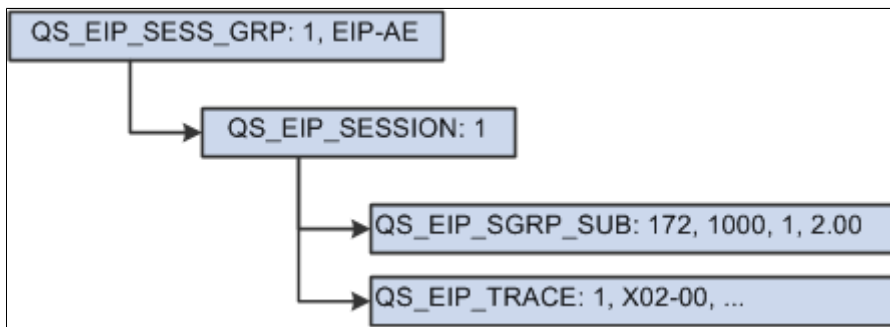 QS_EIP_SESS_GRP: 1, EIP-AE
QS_EIP_SESSION: 1
QS_EIP_SGRP_SUB: 172, 1000, 1, 2.00
QS_EIP_TRACE: 1, X02-00, ...